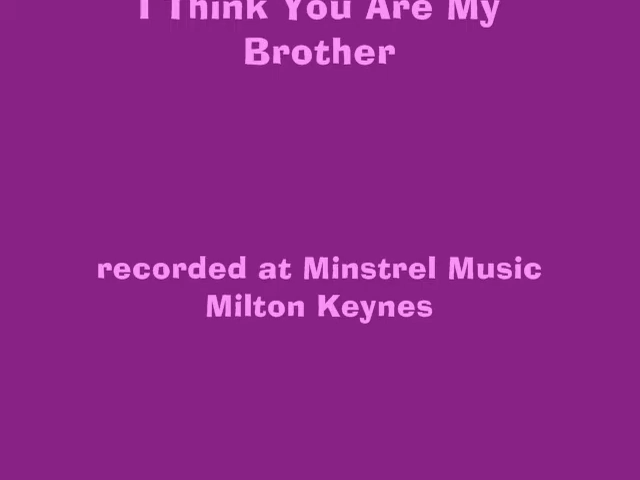 I Think You Are My
Brother
recorded at Minstrel Music
Milton Keynes